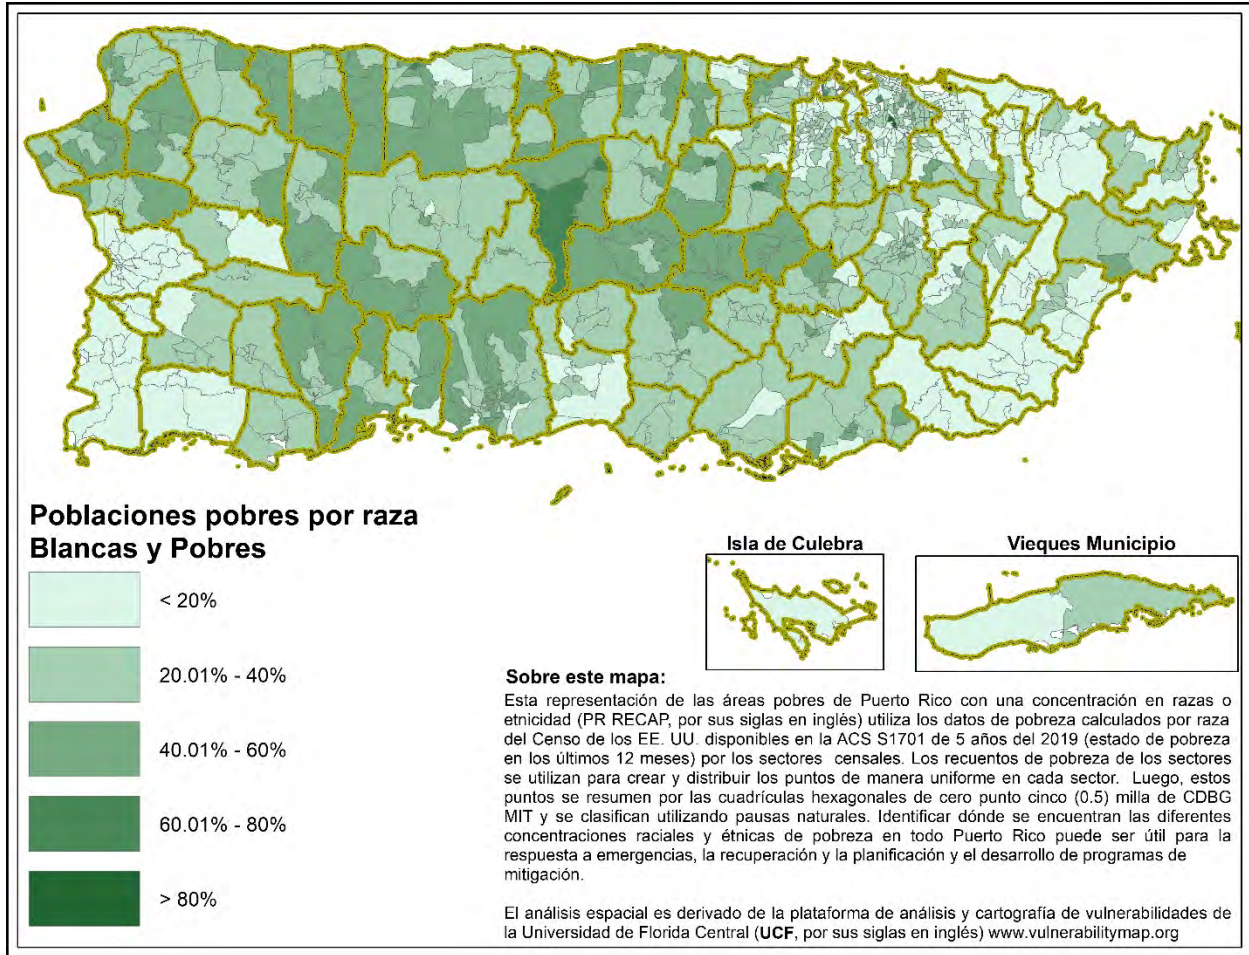 Poblaciones pobres por raza
Blancas y Pobres
< 20%
20.01% - 40%
40.01% - 60%
60.01% - 80%
> 80%
Isla de Culebra
Vieques Municipio
Sobre este mapa:
Esta representación de las áreas pobres de Puerto Rico con una concentración en razas o
etnicidad (PR RECAP, por sus siglas en inglés) utiliza los datos de pobreza calculados por raza
del Censo de los EE. UU. disponibles en la ACS S1701 de 5 años del 2019 (estado de pobreza
en los últimos 12 meses) por los sectores censales. Los recuentos de pobreza de los sectores
se utilizan para crear y distribuir los puntos de manera uniforme en cada sector. Luego, estos
puntos se resumen por las cuadrículas hexagonales de cero punto cinco (0.5) milla de CDBG
MIT y se clasifican utilizando pausas naturales. Identificar dónde se encuentran las diferentes
concentraciones raciales y étnicas de pobreza en todo Puerto Rico puede ser útil para la
respuesta a emergencias, la recuperación y la planificación y el desarrollo de programas de
mitigación.
El análisis espacial es derivado de la plataforma de análisis y cartografía de vulnerabilidades de
la Universidad de Florida Central (UCF, por sus siglas en inglés) www.vulnerabilitymap.org